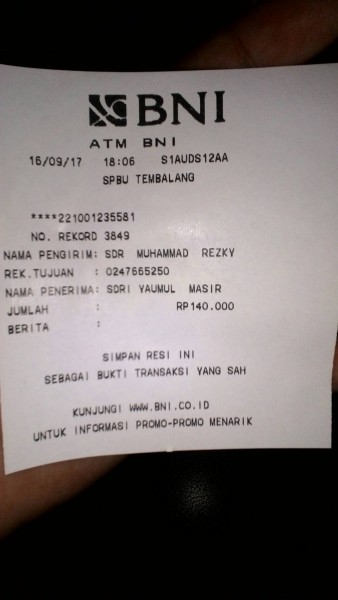 BNI
ATM BNI
16/09/17 18:06 S1AUDS12AA
SPBU TEMBALANG
****221001235581
NO. REKORD 3849
NAMA PENGIRIM: SDR MUHAMMAD REZKY
REK.TUJUAN : 0247665250
NAMA PENERIMA: SDRI YAUMUL MASIR
JUMLAH RP140.000
BERITA :
SIMPAN RESI INI
SEBAGAI BUKTI TRANSAKSI YANG SAH
KUNJUNGI WWW.BNI.CO.ID
UNTUK INFORMASI PROMO-PROMO MENARIK